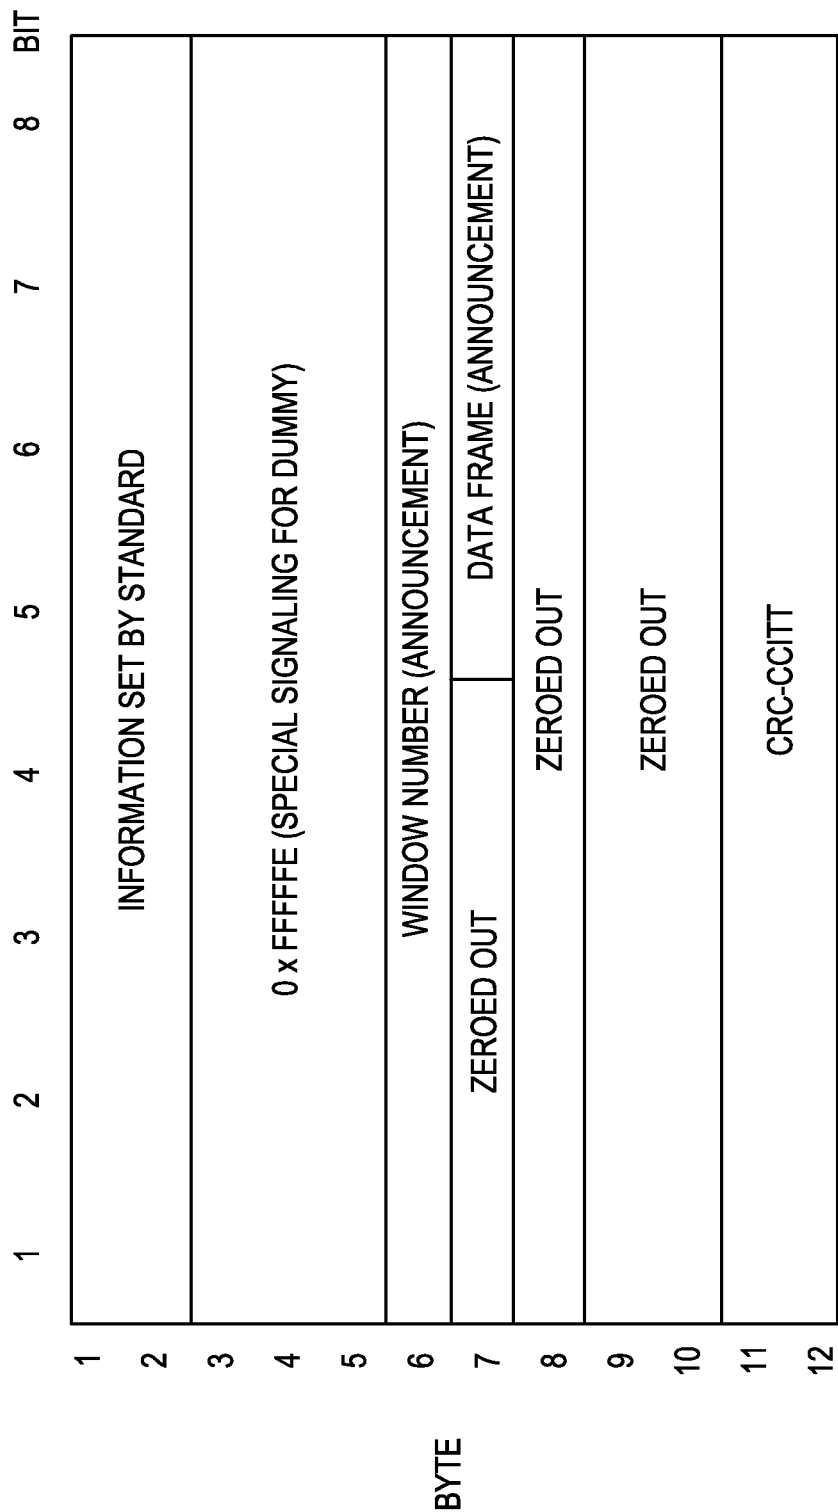 BIT
1 2 3 4 5 6 7 8
BYTE
1
2
INFORMATION SET BY STANDARD
3
4
5
0 x FFFFFE (SPECIAL SIGNALING FOR DUMMY)
6
WINDOW NUMBER (ANNOUNCEMENT)
7
ZEROED OUT
DATA FRAME (ANNOUNCEMENT)
8
ZEROED OUT
9
10
ZEROED OUT
11
12
CRC-CCITT